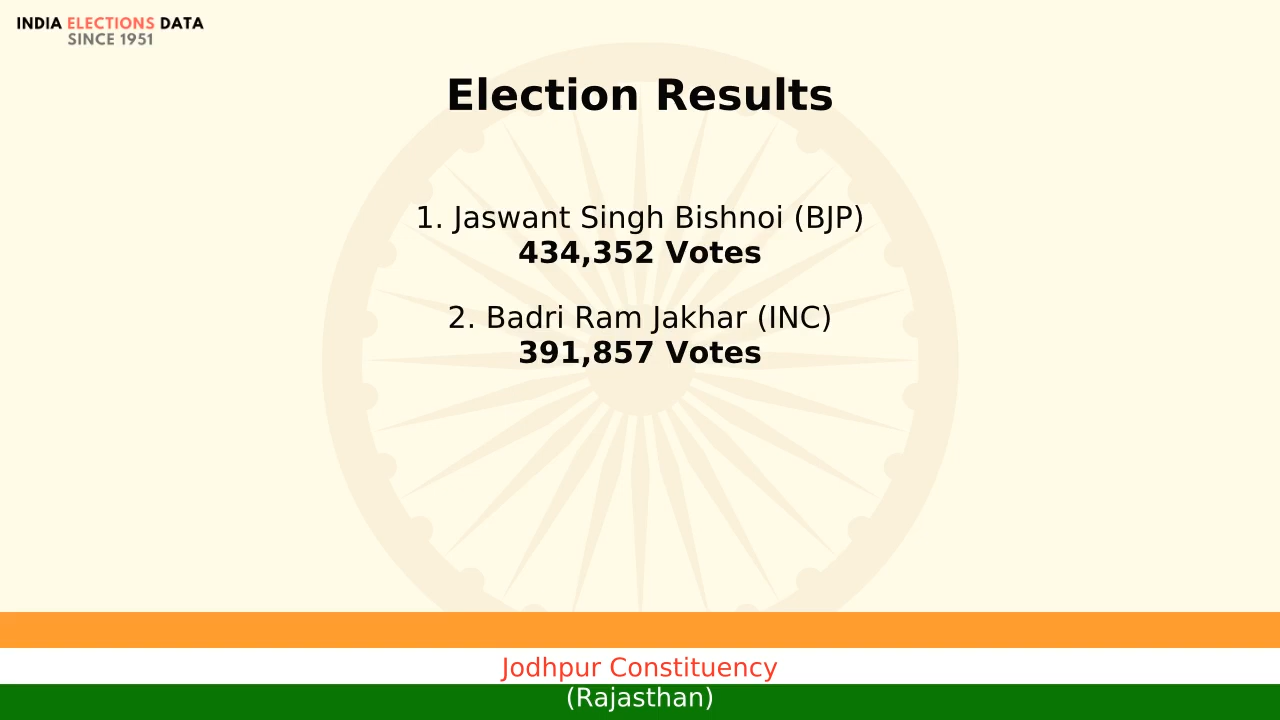 INDIA ELECTIONS DATA
SINCE 1951
Election Results
1. Jaswant Singh Bishnoi (BJP)
434,352 Votes
2. Badri Ram Jakhar (INC)
391,857 Votes
Jodhpur Constituency
(Rajasthan)